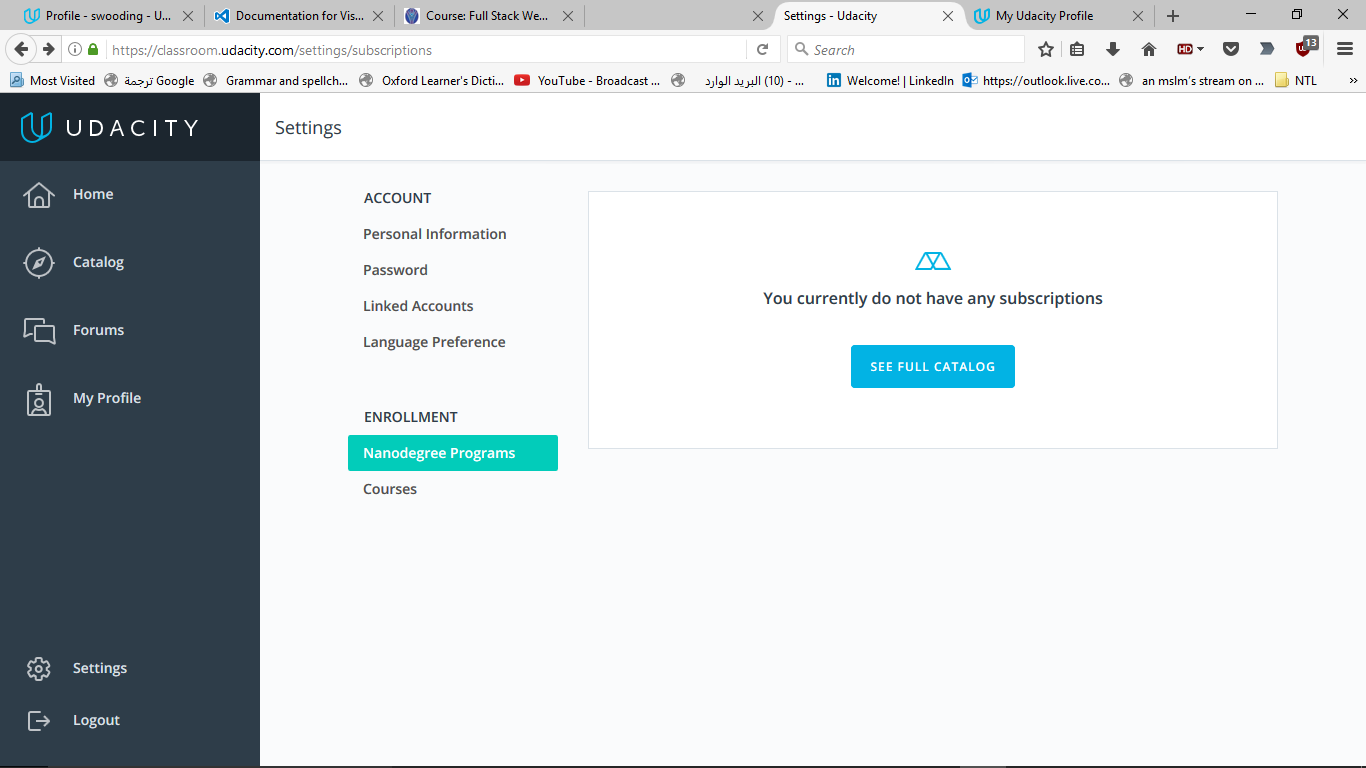 Profile - swooding - U...
Documentation for Vis...
Course: Full Stack We...
Settings - Udacity
My Udacity Profile
https://classroom.udacity.com/settings/subscriptions
Search
HD
13
Most Visited
ترجمة Google
Grammar and spellch...
Oxford Learner's Dicti...
YouTube - Broadcast ...
البريد الوارد (10) - ...
Welcome! | LinkedIn
https://outlook.live.co...
an mslm's stream on ...
NTL
UDACITY
Settings
Home
Catalog
Forums
My Profile
Settings
Logout
ACCOUNT
Personal Information
Password
Linked Accounts
Language Preference
ENROLLMENT
Nanodegree Programs
Courses
You currently do not have any subscriptions
SEE FULL CATALOG